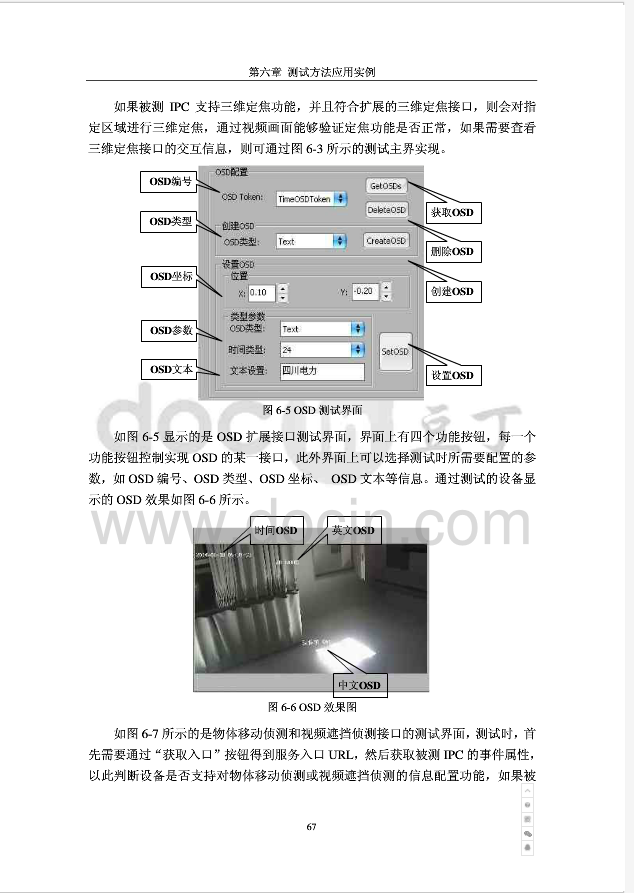 第六章 测试方法应用实例
如果被测 IPC 支持三维定焦功能，并且符合扩展的三维定焦接口，则会对指
定区域进行三维定焦，通过视频画面能够验证定焦功能是否正常，如果需要查看
三维定焦接口的交互信息，则可通过图 6-3 所示的测试主界实现。
OSD配置
OSD编号
OSD Token:
TimeOSDToken
GetOSDs
获取OSD
DeleteOSD
删除OSD
OSD类型
创建OSD
OSD类型:
Text
CreateOSD
创建OSD
设置OSD
位置
OSD坐标
X:
0.10
Y:
-0.20
类型参数
OSD类型:
Text
OSD参数
时间类型:
24
SetOSD
设置OSD
OSD文本
文本设置:
四川电力
图 6-5 OSD 测试界面
docin 豆丁
如图 6-5 显示的是 OSD 扩展接口测试界面，界面上有四个功能按钮，每一个
功能按钮控制实现 OSD 的某一接口，此外界面上可以选择测试时所需要配置的参
数，如 OSD 编号、OSD 类型、OSD 坐标、 OSD 文本等信息。通过测试的设备显
示的 OSD 效果如图 6-6 所示。
www.docin.com
时间OSD
英文OSD
中文OSD
图 6-6 OSD 效果图
如图 6-7 所示的是物体移动侦测和视频遮挡侦测接口的测试界面，测试时，首
先需要通过“获取入口”按钮得到服务入口 URL，然后获取被测 IPC 的事件属性，
以此判断设备是否支持对物体移动侦测或视频遮挡侦测的信息配置功能，如果被
67